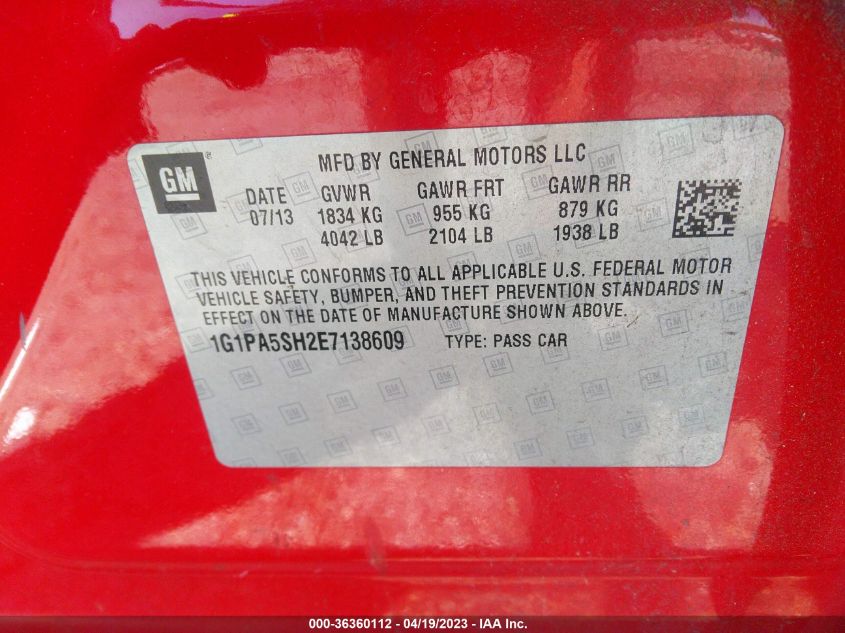 GM ®
MFD BY GENERAL MOTORS LLC
DATE GVWR GAWR FRT GAWR RR
07/13 1834 KG 955 KG 879 KG
4042 LB 2104 LB 1938 LB
THIS VEHICLE CONFORMS TO ALL APPLICABLE U.S. FEDERAL MOTOR
VEHICLE SAFETY, BUMPER, AND THEFT PREVENTION STANDARDS IN
EFFECT ON THE DATE OF MANUFACTURE SHOWN ABOVE.
1G1PA5SH2E7138609 TYPE: PASS CAR
000-36360112 - 04/19/2023 - IAA Inc.